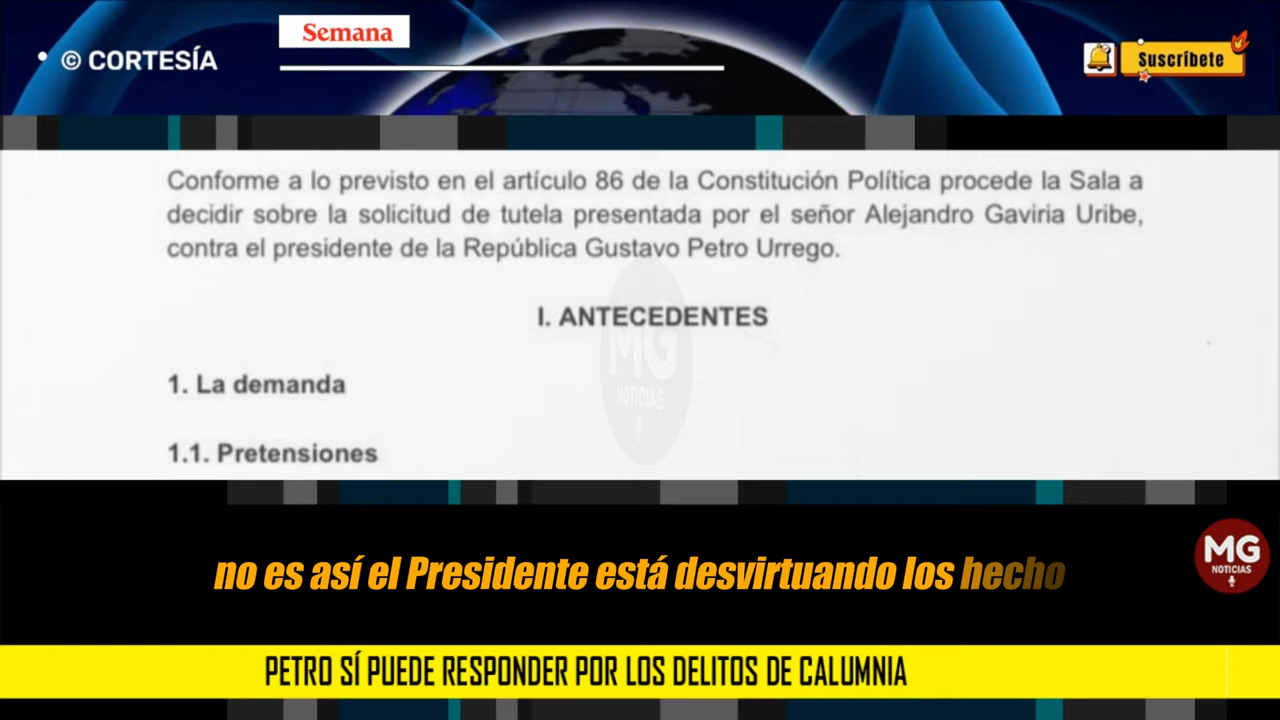 Semana
© CORTESÍA
Suscríbete
Conforme a lo previsto en el artículo 86 de la Constitución Política procede la Sala a
decidir sobre la solicitud de tutela presentada por el señor Alejandro Gaviria Uribe,
contra el presidente de la República Gustavo Petro Urrego.
I. ANTECEDENTES
MG
NOTICIAS
1. La demanda
1.1. Pretensiones
no es así el Presidente está desvirtuando los hecho
MG
NOTICIAS
PETRO SÍ PUEDE RESPONDER POR LOS DELITOS DE CALUMNIA